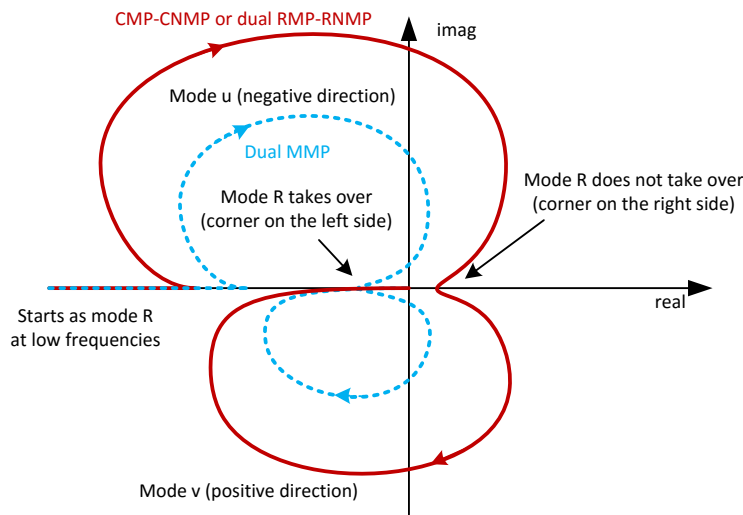 CMP-CNMP or dual RMP-RNMP
imag
Mode u (negative direction)
Dual MMP
Mode R takes over
(corner on the left side)
Mode R does not take over
(corner on the right side)
real
Starts as mode R
at low frequencies
Mode v (positive direction)